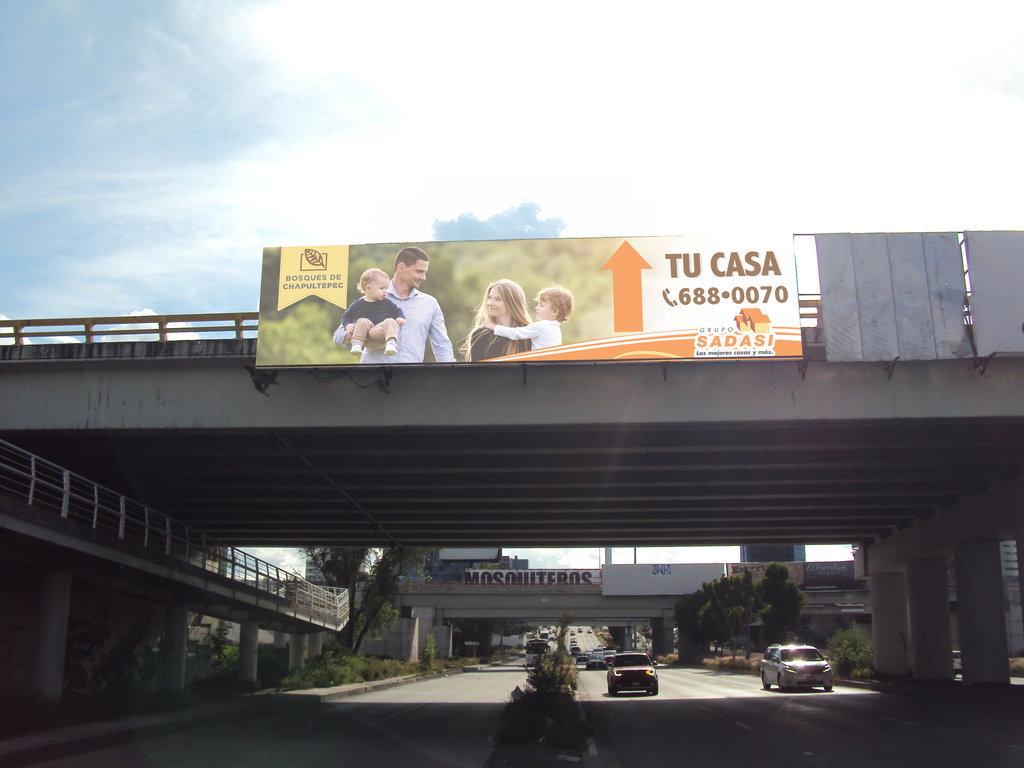 BOSQUES DE
CHAPULTEPEC
TU CASA
688•0070
GRUPO
SADASI
Las mejores casas y más.
MOSQUITEROS